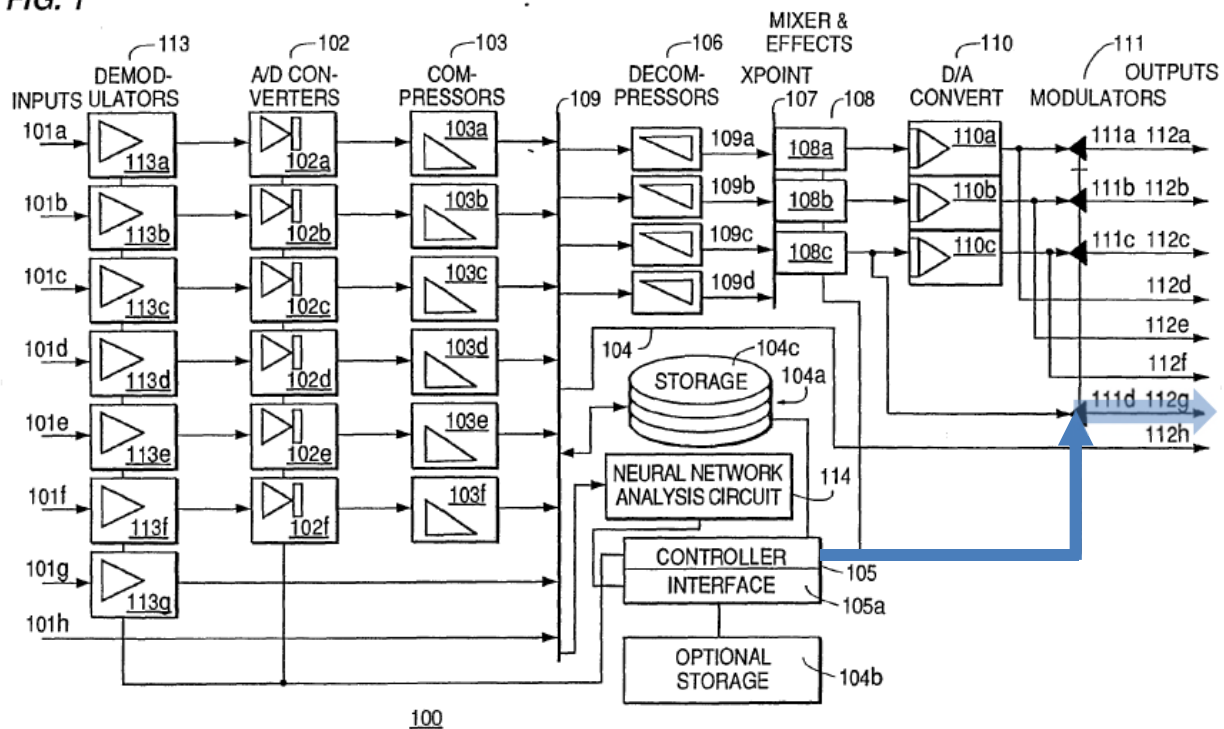 FIG. 1
MIXER &
EFFECTS
113
102
103
106
XPOINT
108
110
111
INPUTS
DEMOD-
ULATORS
A/D CON-
VERTERS
COM-
PRESSORS
109
DECOM-
PRESSORS
107
D/A
CONVERT
MODULATORS
OUTPUTS
101a
113a
102a
103a
109a
108a
110a
111a 112a
101b
113b
102b
103b
109b
108b
110b
111b 112b
101c
113c
102c
103c
109c
108c
110c
111c 112c
109d
112d
112e
101d
113d
102d
103d
104
STORAGE
104c
104a
112f
101e
113e
102e
103e
111d 112g
112h
101f
113f
102f
103f
NEURAL NETWORK
ANALYSIS CIRCUIT
114
101g
113g
CONTROLLER
105
INTERFACE
105a
101h
OPTIONAL
STORAGE
104b
100